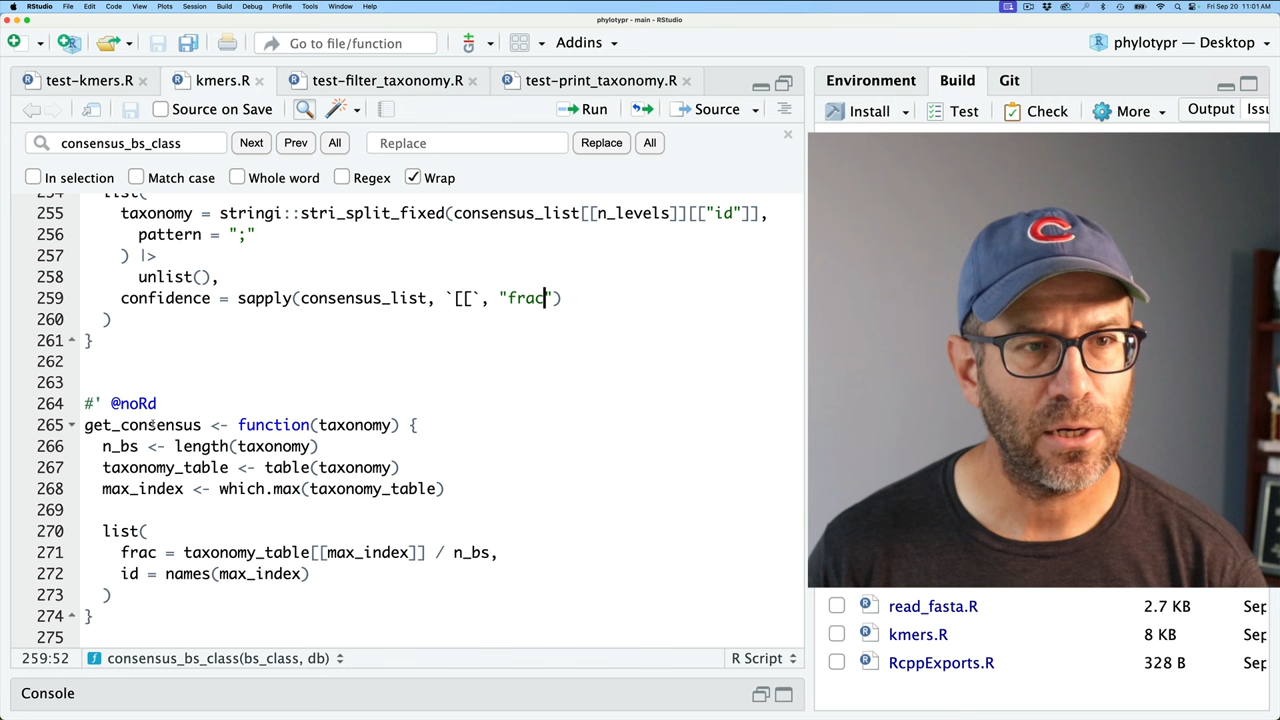 RStudio File Edit Code View Plots Session Build Debug Profile Tools Window Help Fri Sep 20 11:01 AM
phylotypr - main - RStudio
Go to file/function Addins phylotypr — Desktop
test-kmers.R kmers.R test-filter_taxonomy.R test-print_taxonomy.R
Environment Build Git
Source on Save Run Source
Install Test Check More Output Issu
consensus_bs_class Next Prev All Replace Replace All
In selection Match case Whole word Regex Wrap
254 list(
255 taxonomy = stringi::stri_split_fixed(consensus_list[[n_levels]][["id"]],
256 pattern = ";"
257 ) |>
258 unlist(),
259 confidence = sapply(consensus_list, `[[`, "frac")
260 )
261 }
262
263
264 #' @noRd
265 get_consensus <- function(taxonomy) {
266 n_bs <- length(taxonomy)
267 taxonomy_table <- table(taxonomy)
268 max_index <- which.max(taxonomy_table)
269
270 list(
271 frac = taxonomy_table[[max_index]] / n_bs,
272 id = names(max_index)
273 )
274 }
275
259:52 consensus_bs_class(bs_class, db) R Script
Console
C
read_fasta.R 2.7 KB Sep
kmers.R 8 KB Sep
RcppExports.R 328 B Sep